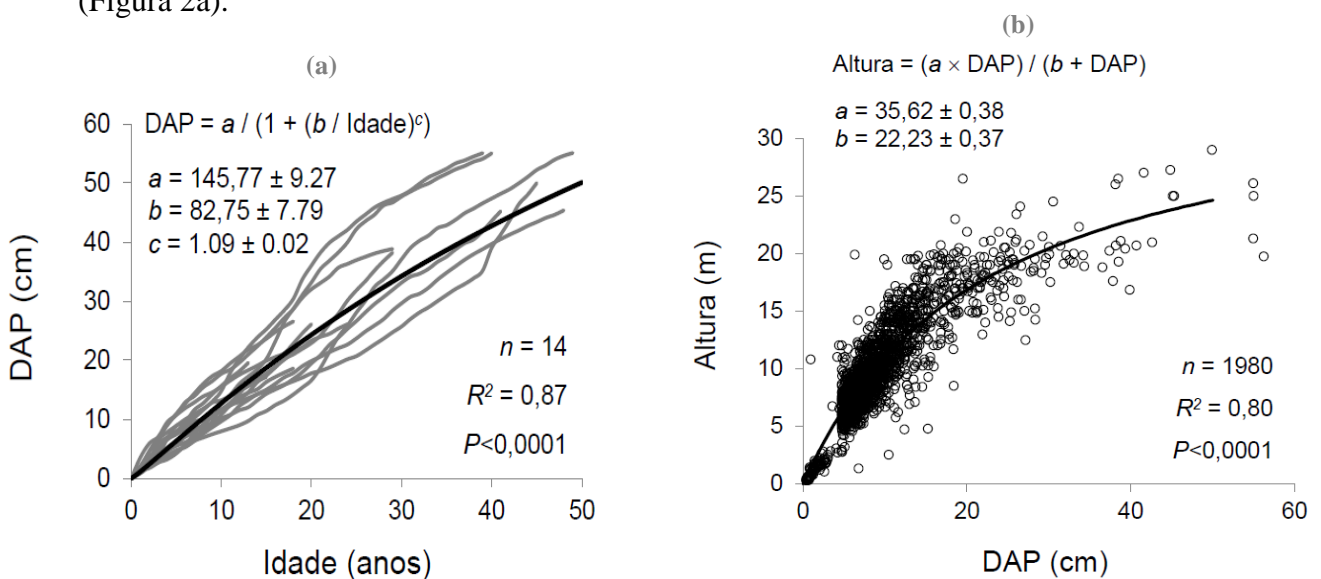 (Figura 2a).
(a)
DAP = a / (1 + (b / Idade)ᶜ)
a = 145,77 ± 9.27
b = 82,75 ± 7.79
c = 1.09 ± 0.02
60
50
40
30
20
10
0
DAP (cm)
n = 14
R² = 0,87
P<0,0001
0 10 20 30 40 50
Idade (anos)
(b)
Altura = (a × DAP) / (b + DAP)
a = 35,62 ± 0,38
b = 22,23 ± 0,37
30
25
20
15
10
5
0
Altura (m)
n = 1980
R² = 0,80
P<0,0001
0 20 40 60
DAP (cm)